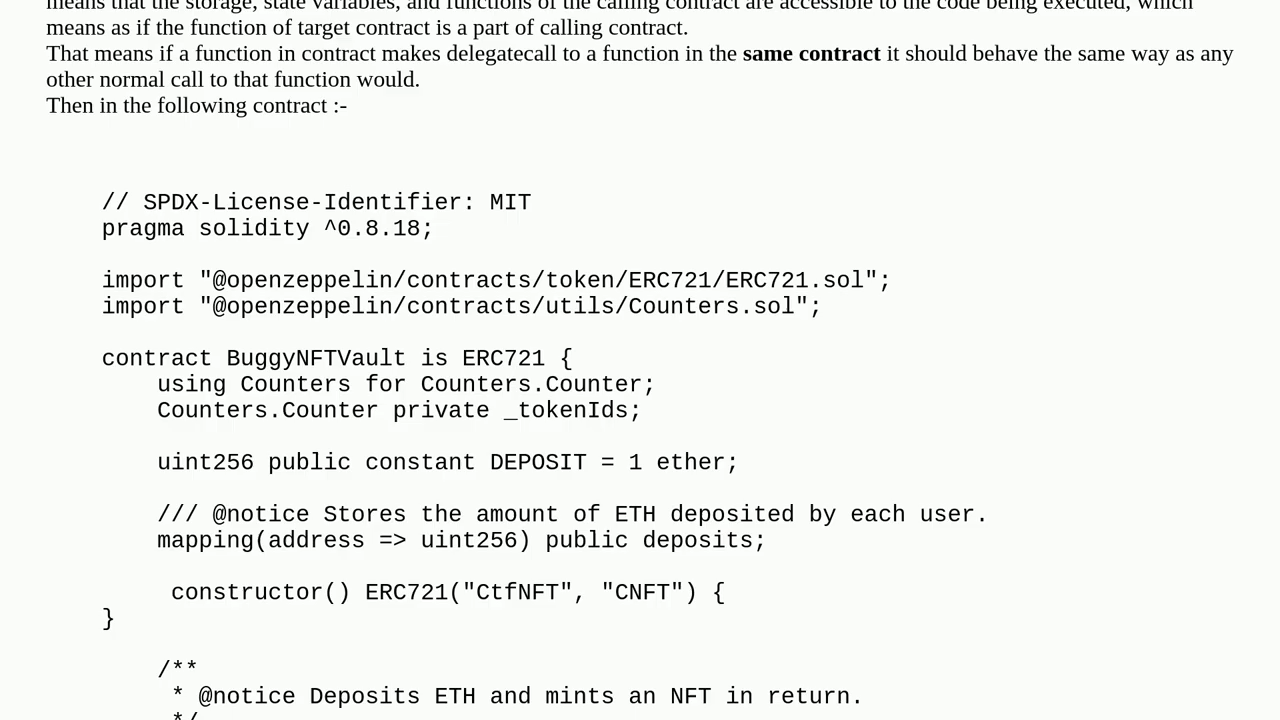 means that the storage, state variables, and functions of the calling contract are accessible to the code being executed, which
means as if the function of target contract is a part of calling contract.
That means if a function in contract makes delegatecall to a function in the same contract it should behave the same way as any
other normal call to that function would.
Then in the following contract :-
// SPDX-License-Identifier: MIT
pragma solidity ^0.8.18;
import "@openzeppelin/contracts/token/ERC721/ERC721.sol";
import "@openzeppelin/contracts/utils/Counters.sol";
contract BuggyNFTVault is ERC721 {
using Counters for Counters.Counter;
Counters.Counter private _tokenIds;
uint256 public constant DEPOSIT = 1 ether;
/// @notice Stores the amount of ETH deposited by each user.
mapping(address => uint256) public deposits;
constructor() ERC721("CtfNFT", "CNFT") {
}
/**
* @notice Deposits ETH and mints an NFT in return.
*/